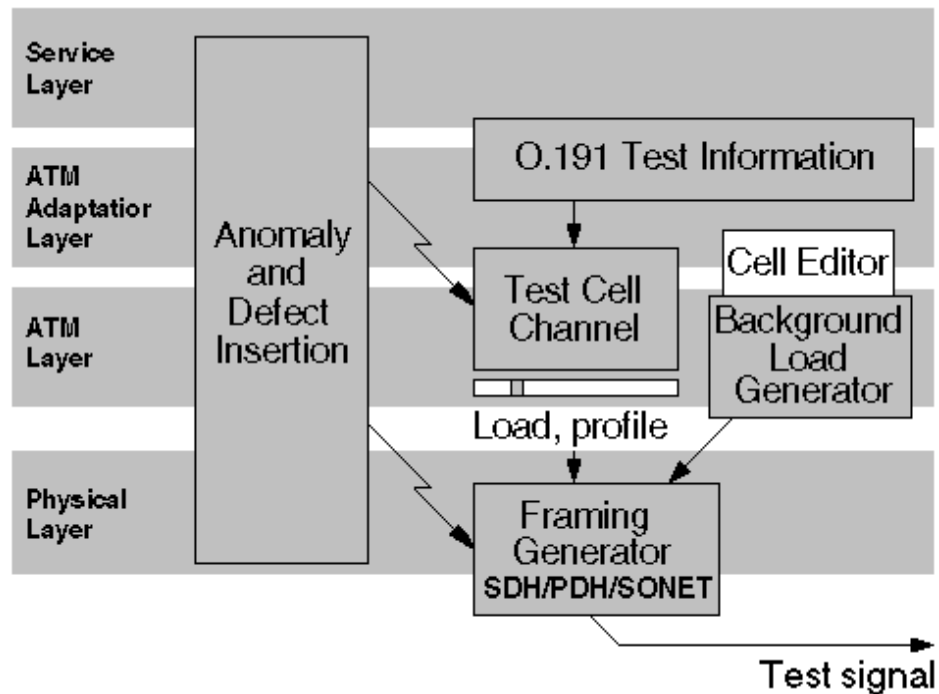 Service
Layer
O.191 Test Information
ATM
Adaptatior
Layer
Anomaly
and
Defect
Insertion
Test Cell
Channel
Cell Editor
Background
Load
Generator
ATM
Layer
Load, profile
Physical
Layer
Framing
Generator
SDH/PDH/SONET
Test signal